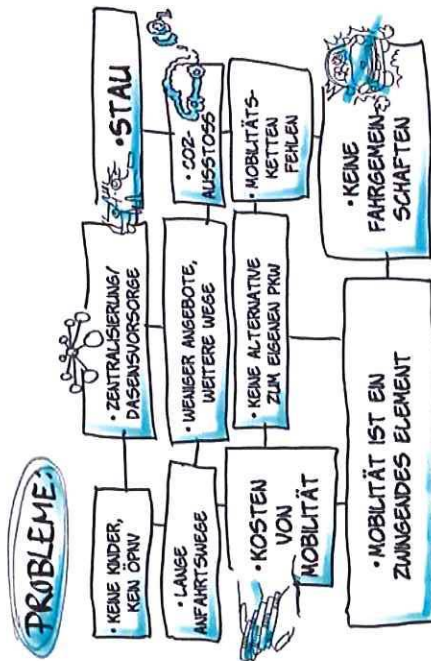 PROBLEME:
• KEINE KINDER,
KEIN ÖPNV
• ZENTRALISIERUNG/
DASEINSVORSORGE
• STAU
• LANGE
ANFAHRTSWEGE
• WENIGER ANGEBOTE,
WEITERE WEGE
• CO2-
AUSSTOSS
• KOSTEN
VON
MOBILITÄT
• KEINE ALTERNATIVE
ZUM EIGENEN PKW
• MOBILITÄTS-
KETTEN
FEHLEN
• MOBILITÄT IST EIN
ZWINGENDES ELEMENT
• KEINE
FAHRGEMEIN-
SCHAFTEN